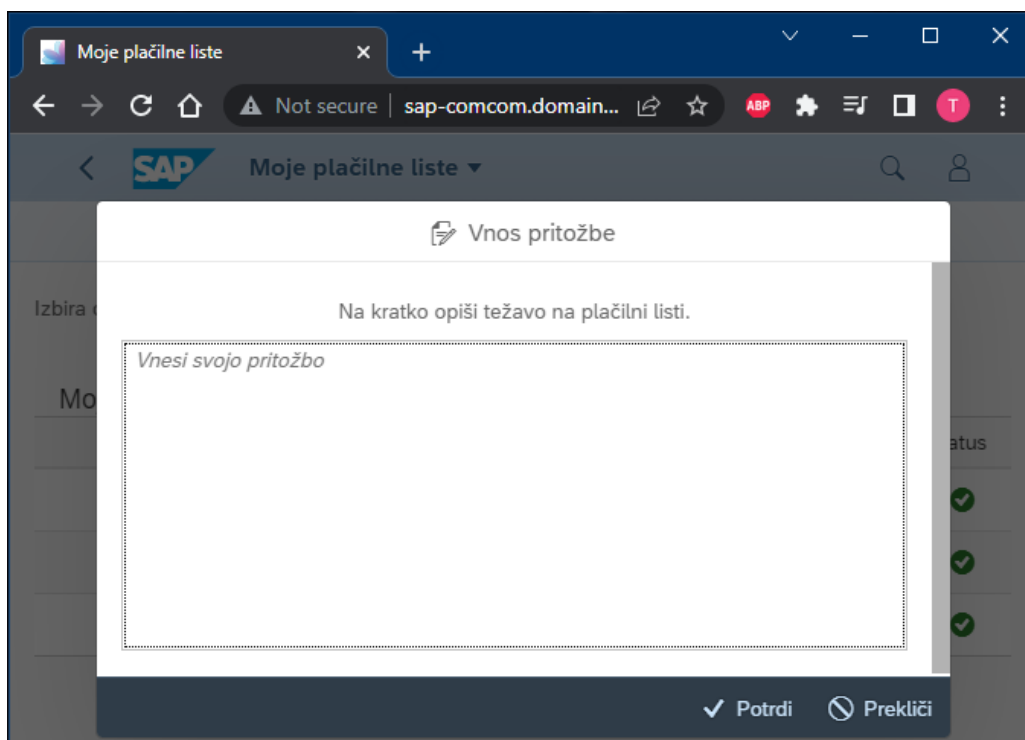 Moje plačilne liste
Not secure | sap-comcom.domain... ABP T
SAP Moje plačilne liste
Vnos pritožbe
Izbira
Na kratko opiši težavo na plačilni listi.
Vnesi svojo pritožbo
Mo
atus
Potrdi Prekliči